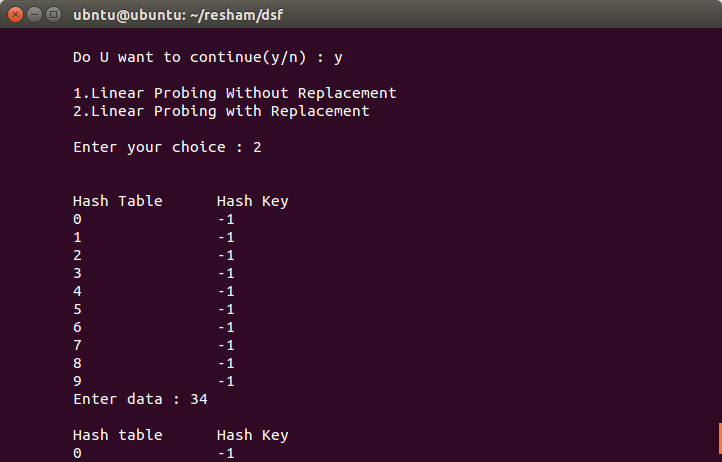 ubntu@ubuntu: ~/resham/dsf
Do U want to continue(y/n) : y
1.Linear Probing Without Replacement
2.Linear Probing with Replacement
Enter your choice : 2
Hash Table Hash Key
0 -1
1 -1
2 -1
3 -1
4 -1
5 -1
6 -1
7 -1
8 -1
9 -1
Enter data : 34
Hash table Hash Key
0 -1